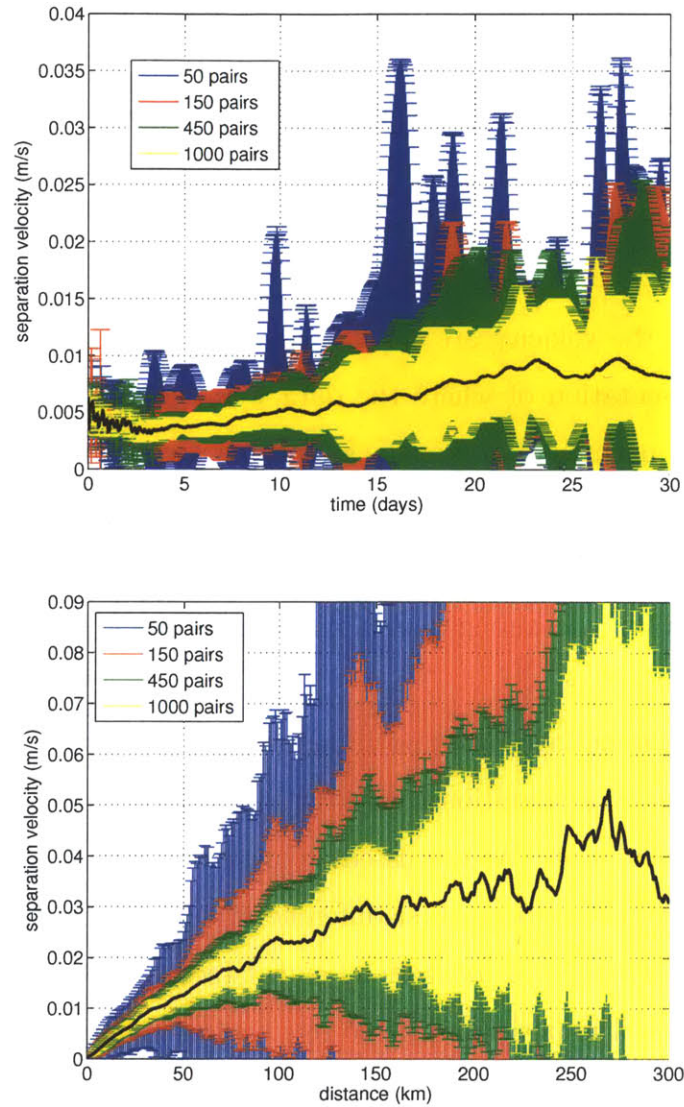 0.04
0.035
0.03
0.025
0.02
0.015
0.01
0.005
0
separation velocity (m/s)
50 pairs
150 pairs
450 pairs
1000 pairs
0 5 10 15 20 25 30
time (days)
0.09
0.08
0.07
0.06
0.05
0.04
0.03
0.02
0.01
0
separation velocity (m/s)
50 pairs
150 pairs
450 pairs
1000 pairs
0 50 100 150 200 250 300
distance (km)